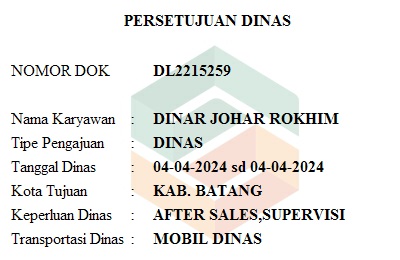 PERSETUJUAN DINAS
NOMOR DOK DL2215259
Nama Karyawan : DINAR JOHAR ROKHIM
Tipe Pengajuan : DINAS
Tanggal Dinas : 04-04-2024 sd 04-04-2024
Kota Tujuan : KAB. BATANG
Keperluan Dinas : AFTER SALES,SUPERVISI
Transportasi Dinas : MOBIL DINAS